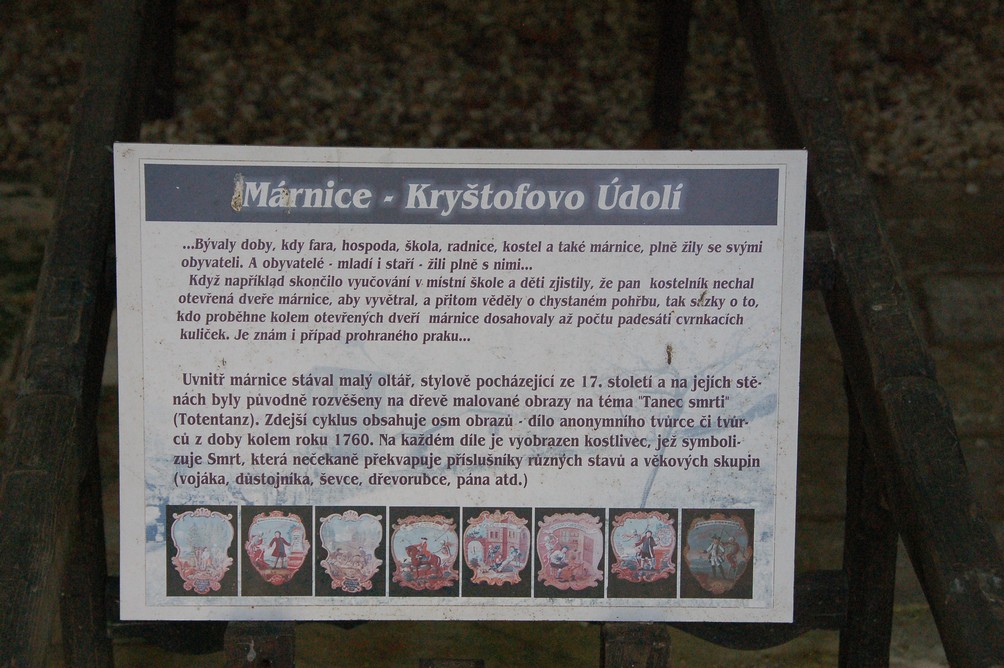 Márnice - Kryštofovo Údolí
...Bývaly doby, kdy fara, hospoda, škola, radnice, kostel a také márnice, plně žily se svými
obyvateli. A obyvatelé - mladí i staří - žili plně s nimi...
Když například skončilo vyučování v místní škole a děti zjistily, že pan kostelník nechal
otevřená dveře márnice, aby vyvětral, a přitom věděly o chystaném pohřbu, tak sázky o to,
kdo proběhne kolem otevřených dveří márnice dosahovaly až počtu padesáti cvrnkacích
kuliček. Je znám i případ prohraného praku...
Uvnitř márnice stával malý oltář, stylově pocházející ze 17. století a na jejích stě-
nách byly původně rozvěšeny na dřevě malované obrazy na téma "Tanec smrti"
(Totentanz). Zdejší cyklus obsahuje osm obrazů - dílo anonymního tvůrce či tvůr-
ců z doby kolem roku 1760. Na každém díle je vyobrazen kostlivec, jež symboli-
zuje Smrt, která nečekaně překvapuje příslušníky různých stavů a věkových skupin
(vojáka, důstojníka, ševce, dřevorubce, pána atd.)